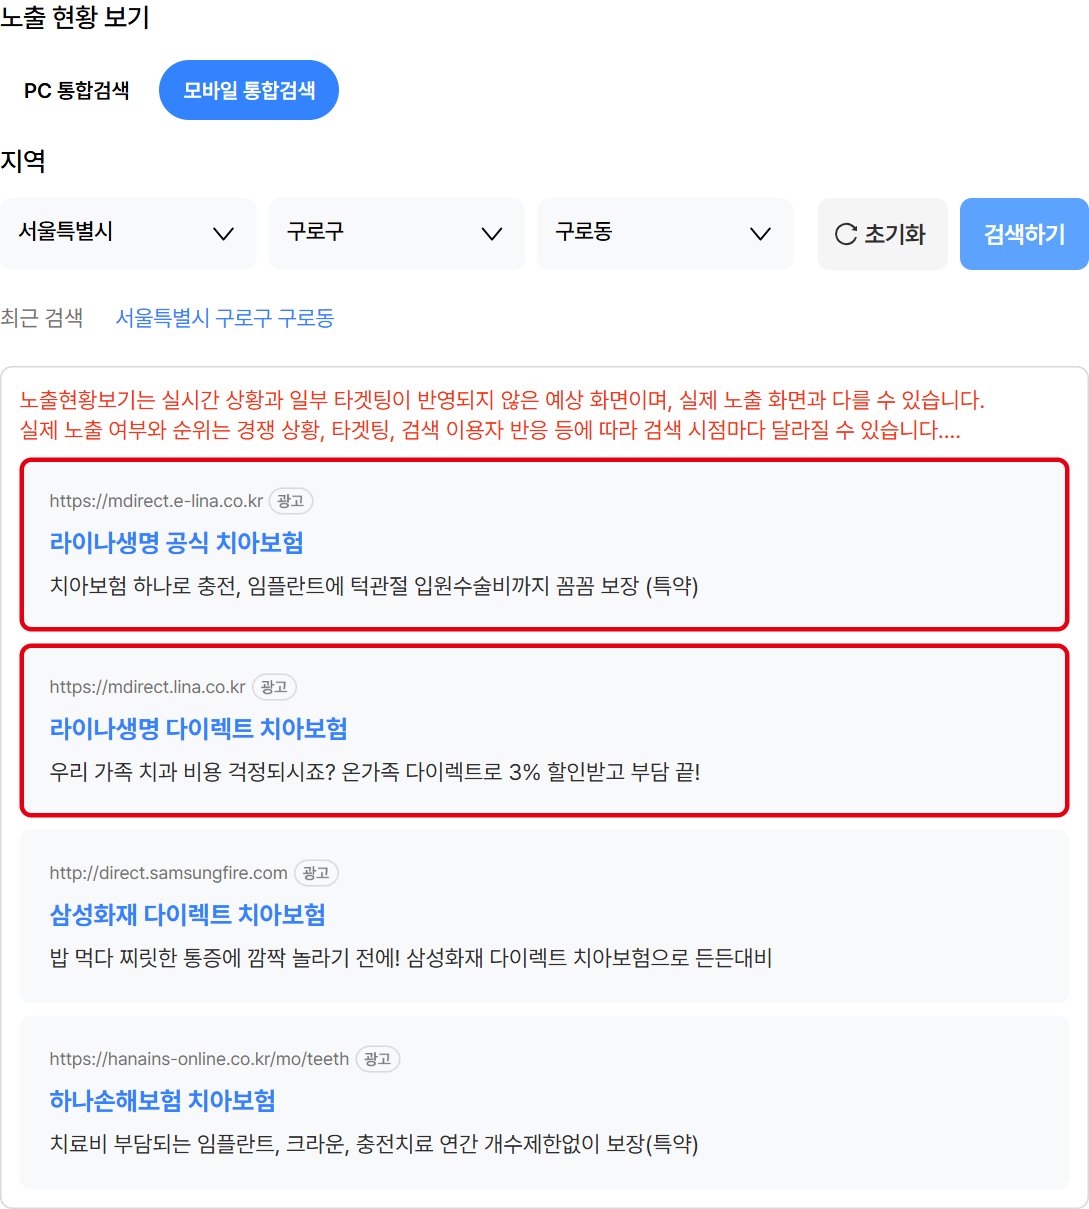 노출 현황 보기
PC 통합검색
모바일 통합검색
지역
서울특별시
구로구
구로동
초기화
검색하기
최근 검색
서울특별시 구로구 구로동
노출현황보기는 실시간 상황과 일부 타겟팅이 반영되지 않은 예상 화면이며, 실제 노출 화면과 다를 수 있습니다.
실제 노출 여부와 순위는 경쟁 상황, 타겟팅, 검색 이용자 반응 등에 따라 검색 시점마다 달라질 수 있습니다....
https://mdirect.e-lina.co.kr 광고
라이나생명 공식 치아보험
치아보험 하나로 충전, 임플란트에 턱관절 입원수술비까지 꼼꼼 보장 (특약)
https://mdirect.lina.co.kr 광고
라이나생명 다이렉트 치아보험
우리 가족 치과 비용 걱정되시죠? 온가족 다이렉트로 3% 할인받고 부담 끝!
http://direct.samsungfire.com 광고
삼성화재 다이렉트 치아보험
밥 먹다 찌릿한 통증에 깜짝 놀라기 전에! 삼성화재 다이렉트 치아보험으로 든든대비
https://hanains-online.co.kr/mo/teeth 광고
하나손해보험 치아보험
치료비 부담되는 임플란트, 크라운, 충전치료 연간 개수제한없이 보장(특약)